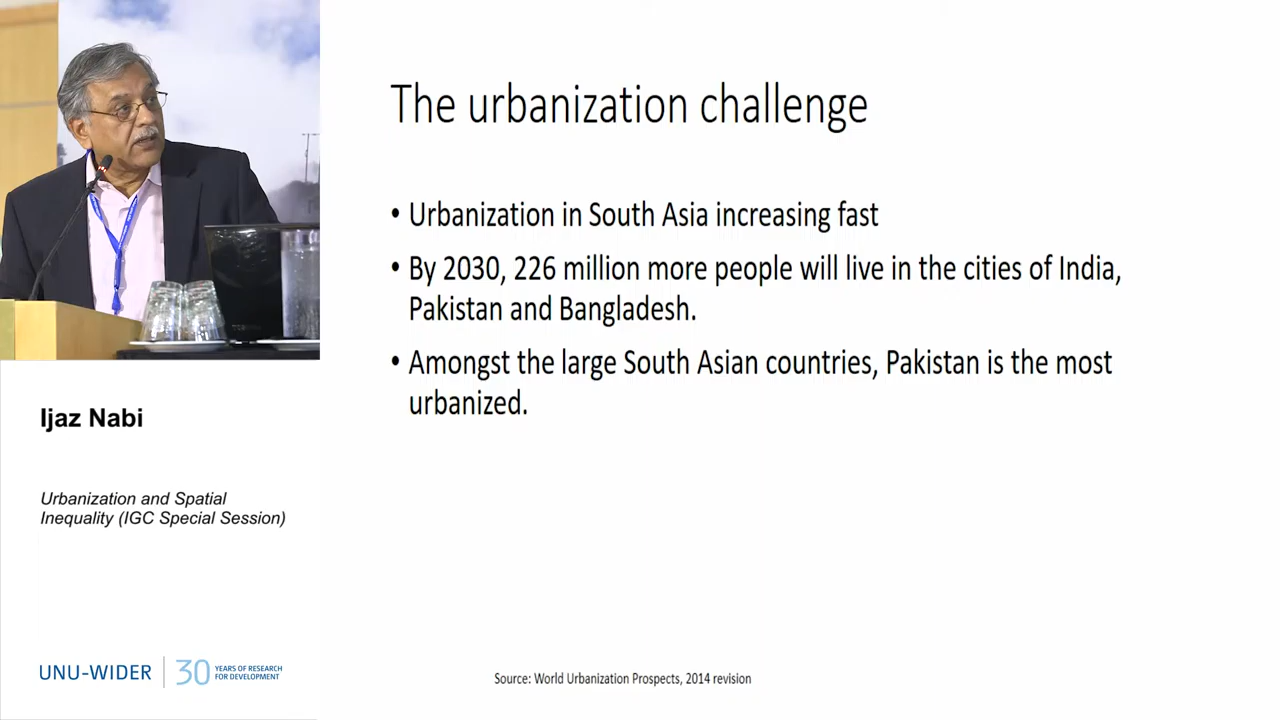 The urbanization challenge
• Urbanization in South Asia increasing fast
• By 2030, 226 million more people will live in the cities of India,
Pakistan and Bangladesh.
• Amongst the large South Asian countries, Pakistan is the most
urbanized.
Source: World Urbanization Prospects, 2014 revision
Ijaz Nabi
Urbanization and Spatial
Inequality (IGC Special Session)
UNU-WIDER
30
YEARS OF RESEARCH
FOR DEVELOPMENT